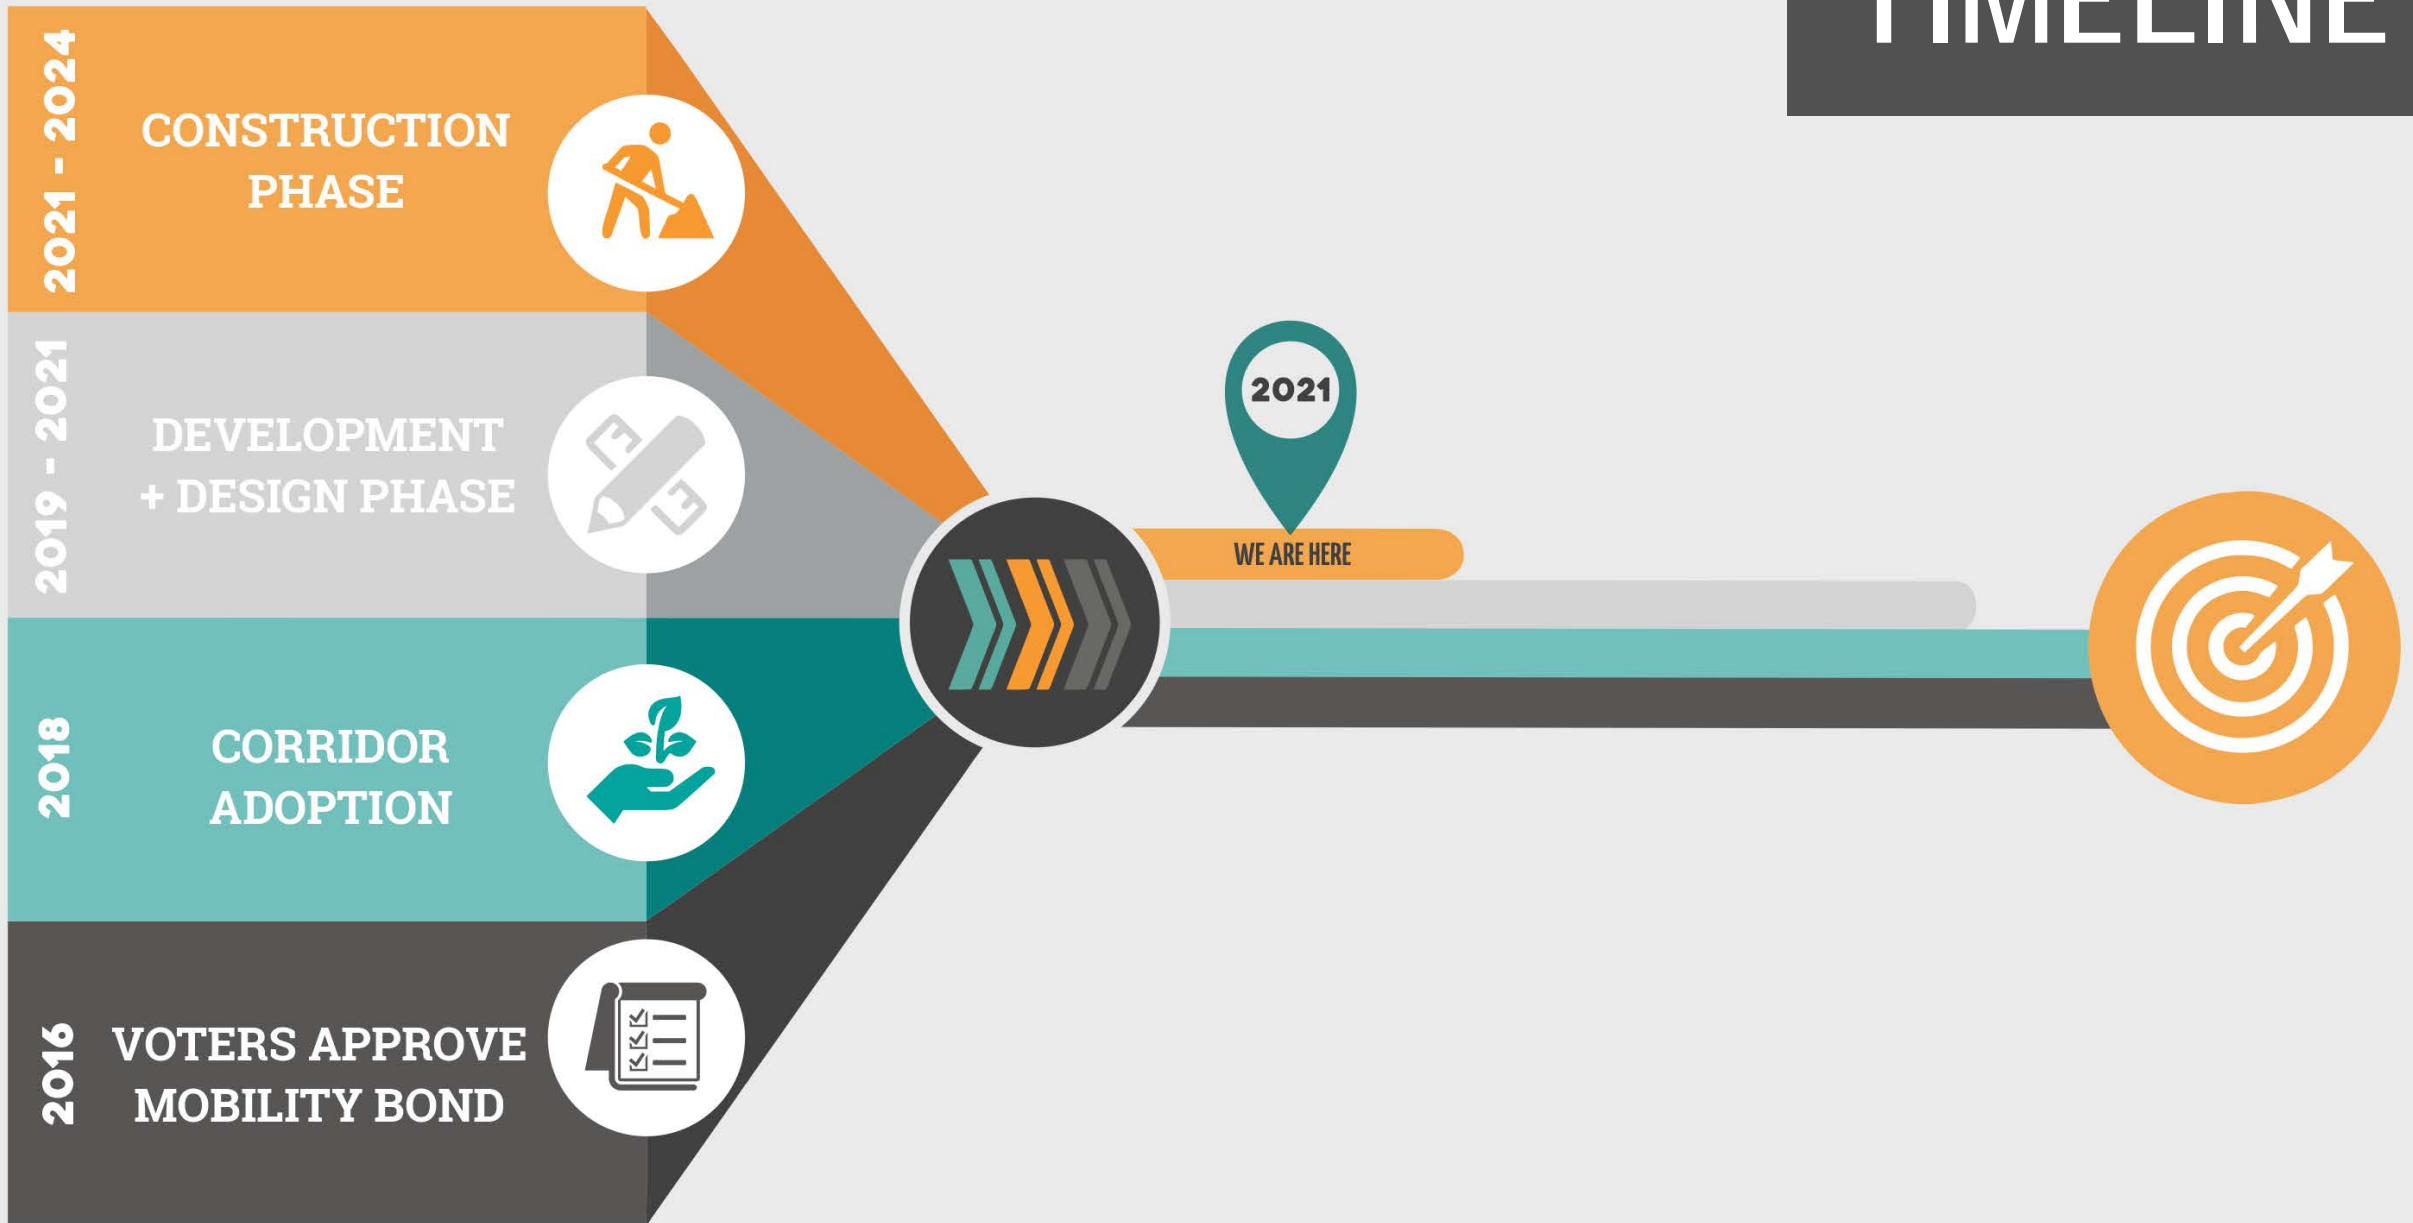 TIMELINE
2021 - 2024
CONSTRUCTION
PHASE
2019 - 2021
DEVELOPMENT
+ DESIGN PHASE
2018
CORRIDOR
ADOPTION
2016
VOTERS APPROVE
MOBILITY BOND
2021
WE ARE HERE